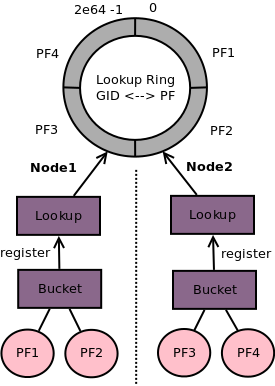 2e64 -1 0
PF4 PF1
Lookup Ring
GID <--> PF
PF3 PF2
Node1 Node2
Lookup Lookup
register register
Bucket Bucket
PF1 PF2 PF3 PF4